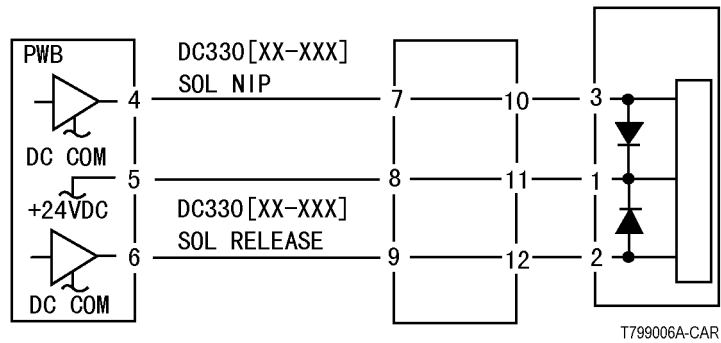 PWB
DC330[XX-XXX]
SOL NIP
4
7
10
3
DC COM
5
8
11
1
+24VDC
DC330[XX-XXX]
SOL RELEASE
6
9
12
2
DC COM
T799006A-CAR